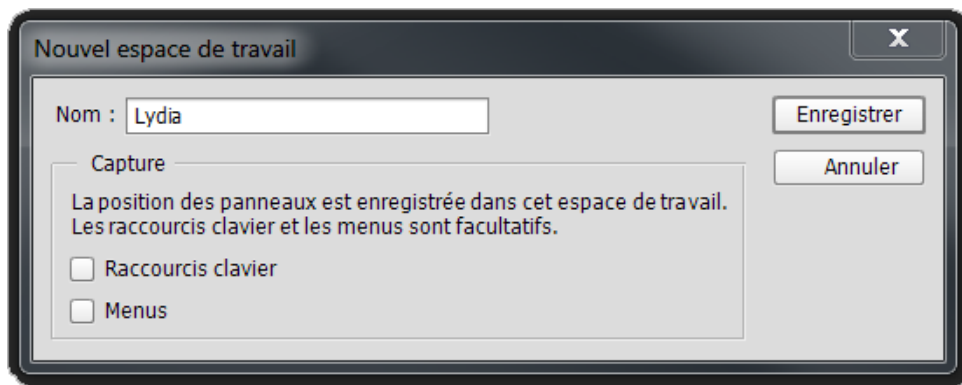 Nouvel espace de travail
X
Nom : Lydia
Enregistrer
Annuler
Capture
La position des panneaux est enregistrée dans cet espace de travail.
Les raccourcis clavier et les menus sont facultatifs.
Raccourcis clavier
Menus